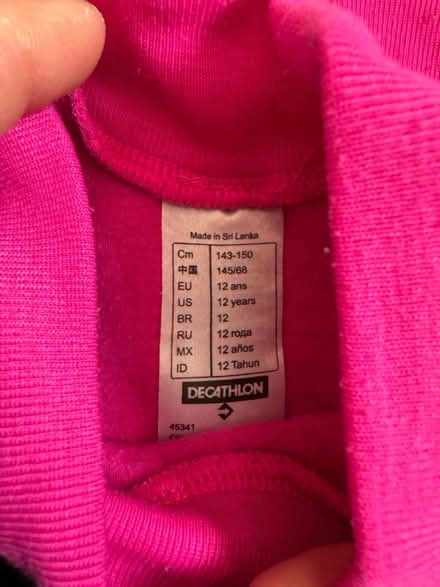 Made in Sri Lanka
Cm 143-150
中国 145/68
EU 12 ans
US 12 years
BR 12
RU 12 года
MX 12 años
ID 12 Tahun
DECATHLON
45341